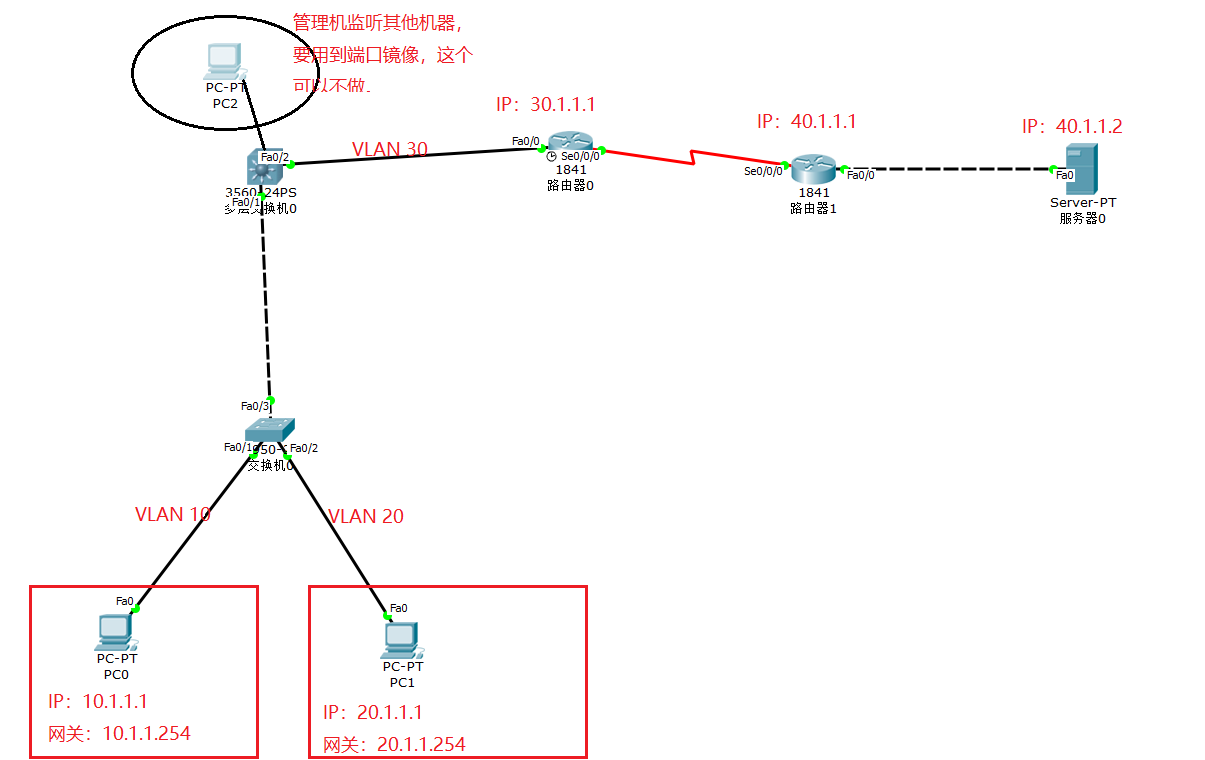 管理机监听其他机器，
要用到端口镜像，这个
可以不做.
PC-PT
PC2
IP：30.1.1.1
IP：40.1.1.1
IP：40.1.1.2
VLAN 30
Fa0/0
Fa0/2
Se0/0/0
1841
路由器0
Se0/0/0
Fa0/0
1841
路由器1
Fa0
Server-PT
服务器0
3560-24PS
Fa0/1
多层交换机0
Fa0/3
Fa0/1
Fa0/2
交换机0
VLAN 10
VLAN 20
Fa0
PC-PT
PC0
IP：10.1.1.1
网关：10.1.1.254
Fa0
PC-PT
PC1
IP：20.1.1.1
网关：20.1.1.254